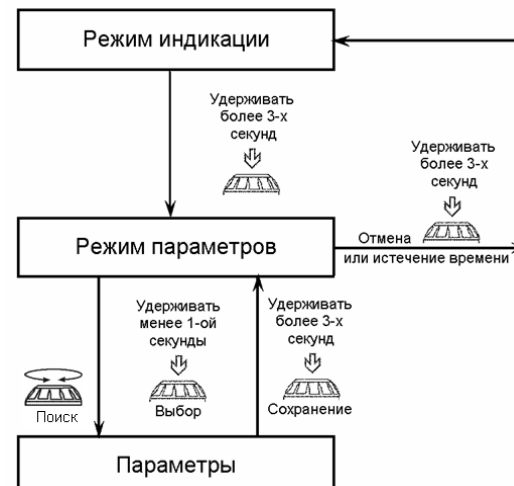 Режим индикации
Удерживать
более 3-х
секунд
Удерживать
более 3-х
секунд
Режим параметров
Отмена
или истечение времени
Удерживать
менее 1-ой
секунды
Удерживать
более 3-х
секунд
Поиск
Выбор
Сохранение
Параметры